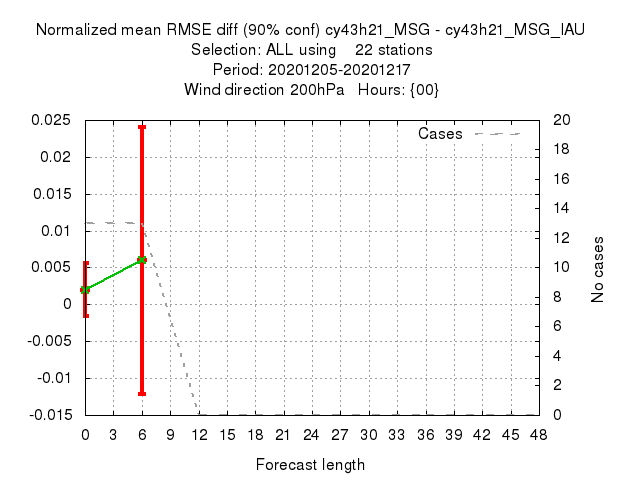 Normalized mean RMSE diff (90% conf) cy43h21_MSG - cy43h21_MSG_IAU
Selection: ALL using    22 stations
Period: 20201205-20201217
Wind direction 200hPa   Hours: {00}
0.025
0.02
0.015
0.01
0.005
0
-0.005
-0.01
-0.015
Cases
20
18
16
14
12
10
8
6
4
2
0
No cases
0 3 6 9 12 15 18 21 24 27 30 33 36 39 42 45 48
Forecast length